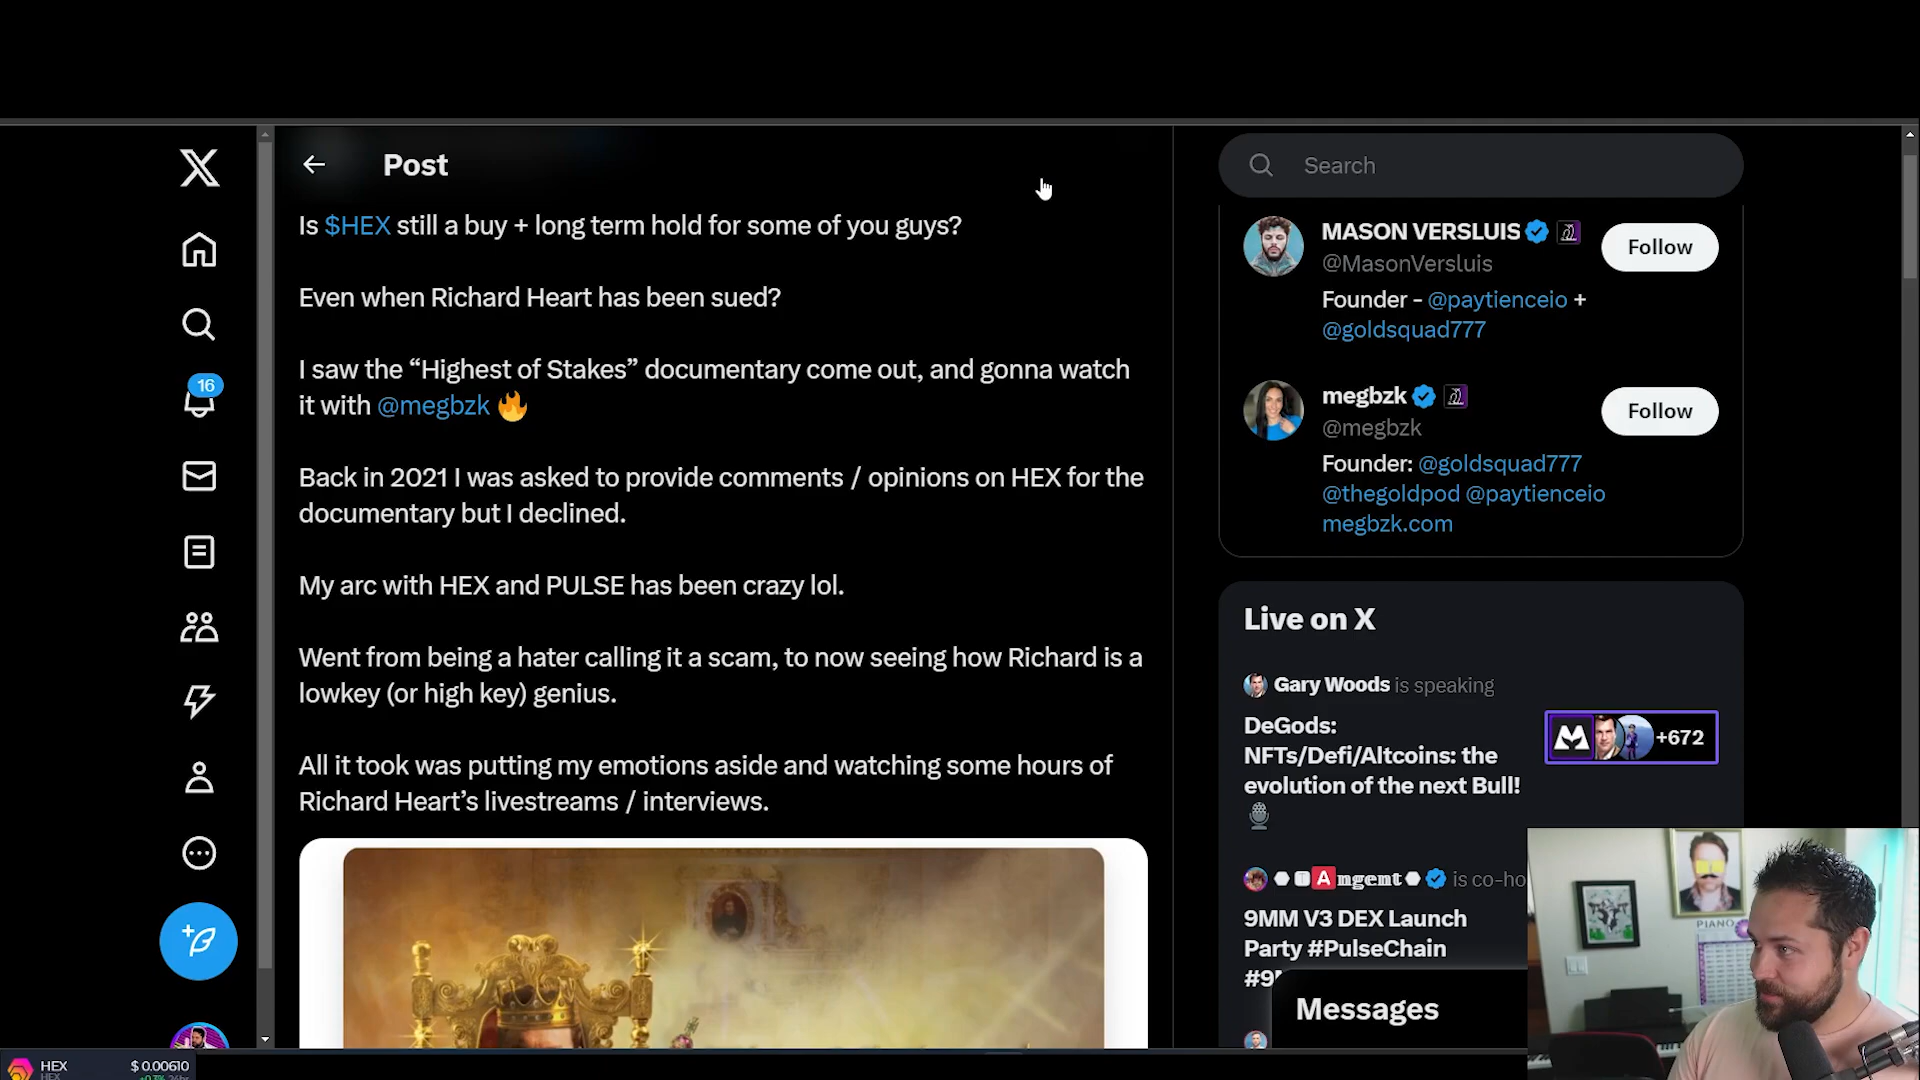 Post
Is $HEX still a buy + long term hold for some of you guys?
Even when Richard Heart has been sued?
I saw the “Highest of Stakes” documentary come out, and gonna watch
it with @megbzk 🔥
Back in 2021 I was asked to provide comments / opinions on HEX for the
documentary but I declined.
My arc with HEX and PULSE has been crazy lol.
Went from being a hater calling it a scam, to now seeing how Richard is a
lowkey (or high key) genius.
All it took was putting my emotions aside and watching some hours of
Richard Heart’s livestreams / interviews.
16
Search
MASON VERSLUIS
@MasonVersluis
Follow
Founder - @paytienceio +
@goldsquad777
megbzk
@megbzk
Follow
Founder: @goldsquad777
@thegoldpod @paytienceio
megbzk.com
Live on X
Gary Woods is speaking
DeGods:
NFTs/Defi/Altcoins: the
evolution of the next Bull!
🎙️
+672
🅃🅰ngent is co-ho
9MM V3 DEX Launch
Party #PulseChain
#9
Messages
PIANO
HEX
HEX
$0.00610